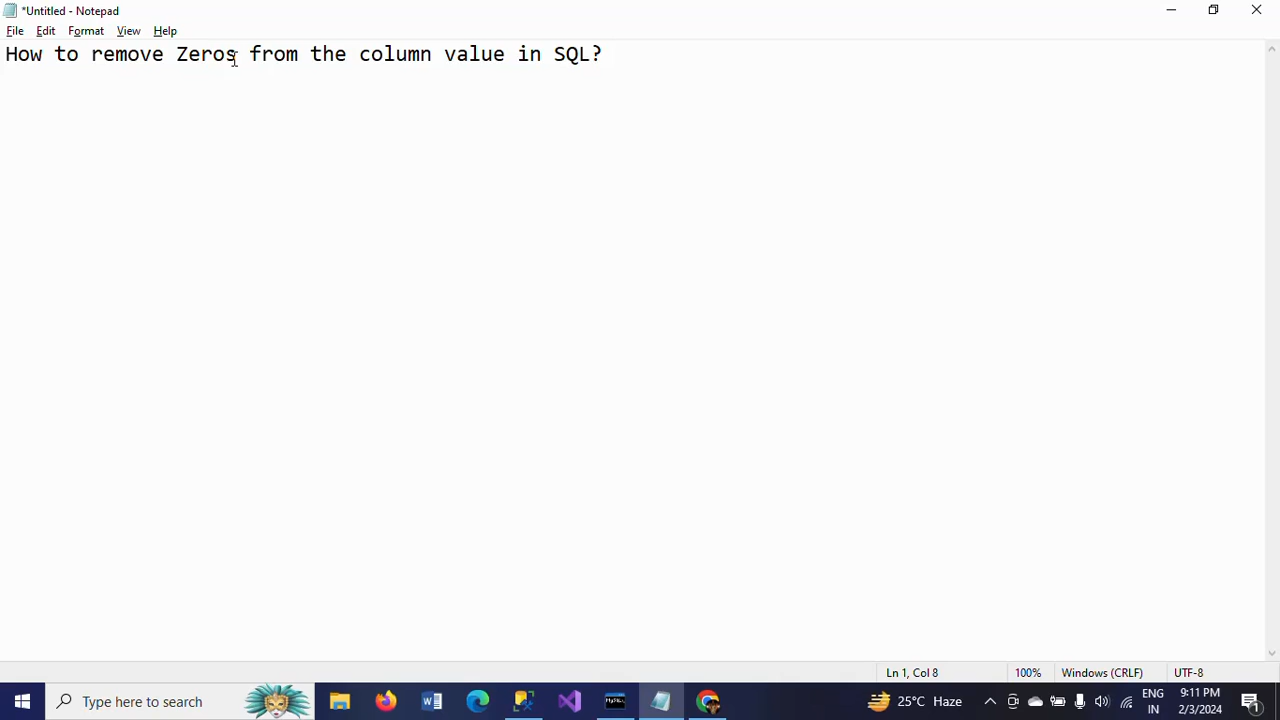 *Untitled - Notepad
File Edit Format View Help
How to remove Zeros from the column value in SQL?
Ln 1, Col 8 100% Windows (CRLF) UTF-8
Type here to search
MySQL
25°C Haze
ENG
IN
9:11 PM
2/3/2024
1